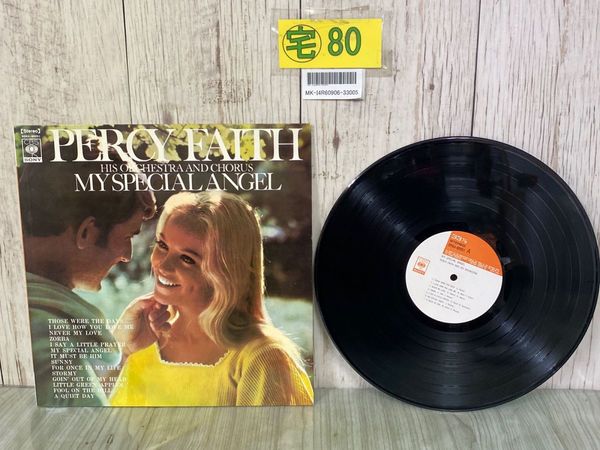 宅 80
MK-I4R60906-33005
[Stereo]
CBS
SONY
PERCY FAITH
HIS ORCHESTRA AND CHORUS
MY SPECIAL ANGEL
THOSE WERE THE DAYS
I LOVE HOW YOU LOVE ME
NEVER MY LOVE
ZORBA
I SAY A LITTLE PRAYER
MY SPECIAL ANGEL
IT MUST BE HIM
SUNNY
FOR ONCE IN MY LIFE
STORMY
GOIN' OUT OF MY HEAD
LITTLE GREEN APPLES
FOOL ON THE HILL
A QUIET DAY